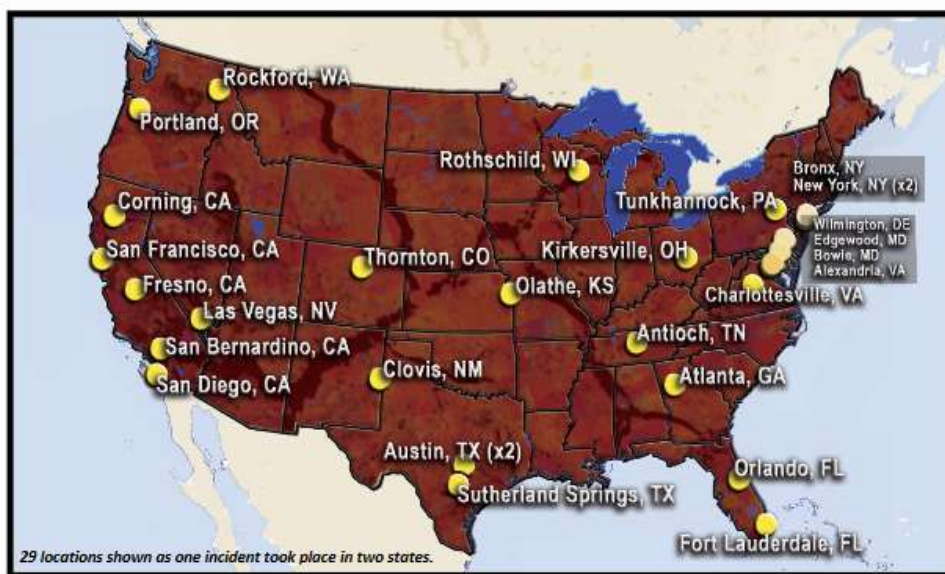 Rockford, WA
Portland, OR
Rothschild, WI
Bronx, NY
New York, NY (x2)
Tunkhannock, PA
Corning, CA
Wilmington, DE
Edgewood, MD
Bowie, MD
Alexandria, VA
San Francisco, CA
Thornton, CO
Kirkersville, OH
Fresno, CA
Olathe, KS
Charlottesville, VA
Las Vegas, NV
Antioch, TN
San Bernardino, CA
Clovis, NM
Atlanta, GA
San Diego, CA
Austin, TX (x2)
Orlando, FL
Sutherland Springs, TX
Fort Lauderdale, FL
29 locations shown as one incident took place in two states.